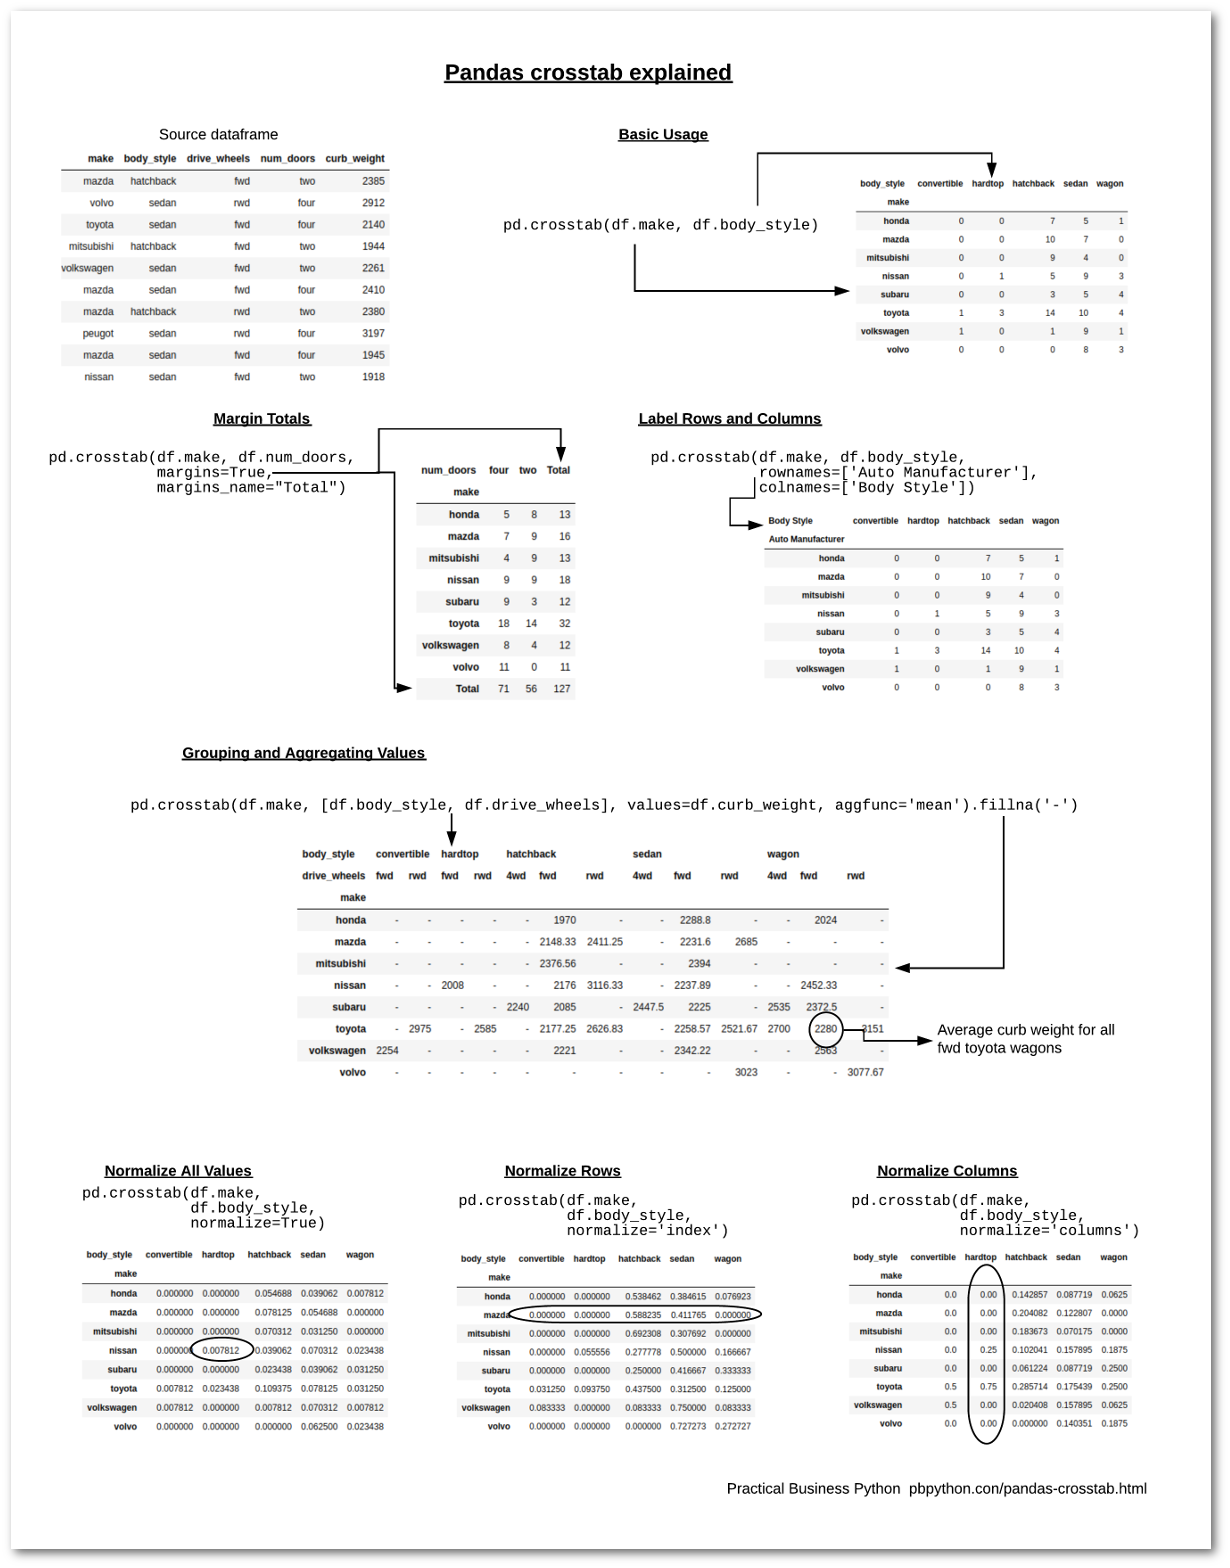 Pandas crosstab explained
Source dataframe
make body_style drive_wheels num_doors curb_weight
mazda hatchback fwd two 2385
volvo sedan rwd four 2912
toyota sedan fwd four 2140
mitsubishi hatchback fwd two 1944
volkswagen sedan fwd two 2261
mazda sedan fwd four 2410
mazda hatchback rwd two 2380
peugot sedan rwd four 3197
mazda sedan fwd four 1945
nissan sedan fwd two 1918
Basic Usage
pd.crosstab(df.make, df.body_style)
body_style convertible hardtop hatchback sedan wagon
make
honda 0 0 7 5 1
mazda 0 0 10 7 0
mitsubishi 0 0 9 4 0
nissan 0 1 5 9 3
subaru 0 0 3 5 4
toyota 1 3 14 10 4
volkswagen 1 0 1 9 1
volvo 0 0 0 8 3
Margin Totals
pd.crosstab(df.make, df.num_doors,
margins=True,
margins_name="Total")
num_doors four two Total
make
honda 5 8 13
mazda 7 9 16
mitsubishi 4 9 13
nissan 9 9 18
subaru 9 3 12
toyota 18 14 32
volkswagen 8 4 12
volvo 11 0 11
Total 71 56 127
Label Rows and Columns
pd.crosstab(df.make, df.body_style,
rownames=['Auto Manufacturer'],
colnames=['Body Style'])
Body Style convertible hardtop hatchback sedan wagon
Auto Manufacturer
honda 0 0 7 5 1
mazda 0 0 10 7 0
mitsubishi 0 0 9 4 0
nissan 0 1 5 9 3
subaru 0 0 3 5 4
toyota 1 3 14 10 4
volkswagen 1 0 1 9 1
volvo 0 0 0 8 3
Grouping and Aggregating Values
pd.crosstab(df.make, [df.body_style, df.drive_wheels], values=df.curb_weight, aggfunc='mean').fillna('-')
body_style convertible hardtop hatchback sedan wagon
drive_wheels fwd rwd fwd rwd 4wd fwd rwd 4wd fwd rwd 4wd fwd rwd
make
honda - - - - - 1970 - - 2288.8 - - 2024 -
mazda - - - - - 2148.33 2411.25 - 2231.6 2685 - - -
mitsubishi - - - - - 2376.56 - - 2394 - - - -
nissan - - 2008 - - 2176 3116.33 - 2237.89 - - 2452.33 -
subaru - - - - 2240 2085 - 2447.5 2225 - 2535 2372.5 -
toyota - 2975 - 2585 - 2177.25 2626.83 - 2258.57 2521.67 2700 2280 3151
volkswagen 2254 - - - - 2221 - - 2342.22 - - 2563 -
volvo - - - - - - - - - 3023 - - 3077.67
Average curb weight for all
fwd toyota wagons
Normalize All Values
pd.crosstab(df.make,
df.body_style,
normalize=True)
body_style convertible hardtop hatchback sedan wagon
make
honda 0.000000 0.000000 0.054688 0.039062 0.007812
mazda 0.000000 0.000000 0.078125 0.054688 0.000000
mitsubishi 0.000000 0.000000 0.070312 0.031250 0.000000
nissan 0.000000 0.007812 0.039062 0.070312 0.023438
subaru 0.000000 0.000000 0.023438 0.039062 0.031250
toyota 0.007812 0.023438 0.109375 0.078125 0.031250
volkswagen 0.007812 0.000000 0.007812 0.070312 0.007812
volvo 0.000000 0.000000 0.000000 0.062500 0.023438
Normalize Rows
pd.crosstab(df.make,
df.body_style,
normalize='index')
body_style convertible hardtop hatchback sedan wagon
make
honda 0.000000 0.000000 0.538462 0.384615 0.076923
mazda 0.000000 0.000000 0.588235 0.411765 0.000000
mitsubishi 0.000000 0.000000 0.692308 0.307692 0.000000
nissan 0.000000 0.055556 0.277778 0.500000 0.166667
subaru 0.000000 0.000000 0.250000 0.416667 0.333333
toyota 0.031250 0.093750 0.437500 0.312500 0.125000
volkswagen 0.083333 0.000000 0.083333 0.750000 0.083333
volvo 0.000000 0.000000 0.000000 0.727273 0.272727
Normalize Columns
pd.crosstab(df.make,
df.body_style,
normalize='columns')
body_style convertible hardtop hatchback sedan wagon
make
honda 0.0 0.00 0.142857 0.087719 0.0625
mazda 0.0 0.00 0.204082 0.122807 0.0000
mitsubishi 0.0 0.00 0.183673 0.070175 0.0000
nissan 0.0 0.25 0.102041 0.157895 0.1875
subaru 0.0 0.00 0.061224 0.087719 0.2500
toyota 0.5 0.75 0.285714 0.175439 0.2500
volkswagen 0.5 0.00 0.020408 0.157895 0.0625
volvo 0.0 0.00 0.000000 0.140351 0.1875
Practical Business Python pbpython.con/pandas-crosstab.html